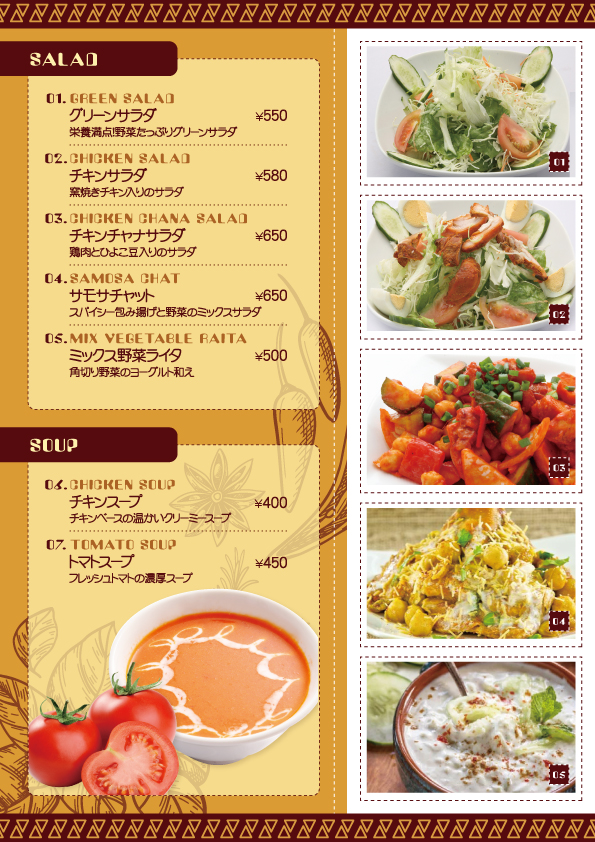 SALAD
01. GREEN SALAD
グリーンサラダ ¥550
栄養満点!野菜たっぷりグリーンサラダ
02. CHICKEN SALAD
チキンサラダ ¥580
窯焼きチキン入りのサラダ
03. CHICKEN CHANA SALAD
チキンチャナサラダ ¥650
鶏肉とひよこ豆入りのサラダ
04. SAMOSA CHAT
サモサチャット ¥650
スパイシー包み揚げと野菜のミックスサラダ
05. MIX VEGETABLE RAITA
ミックス野菜ライタ ¥500
角切り野菜のヨーグルト和え
SOUP
06. CHICKEN SOUP
チキンスープ ¥400
チキンベースの温かいクリーミースープ
07. TOMATO SOUP
トマトスープ ¥450
フレッシュトマトの濃厚スープ
01
02
03
04
05